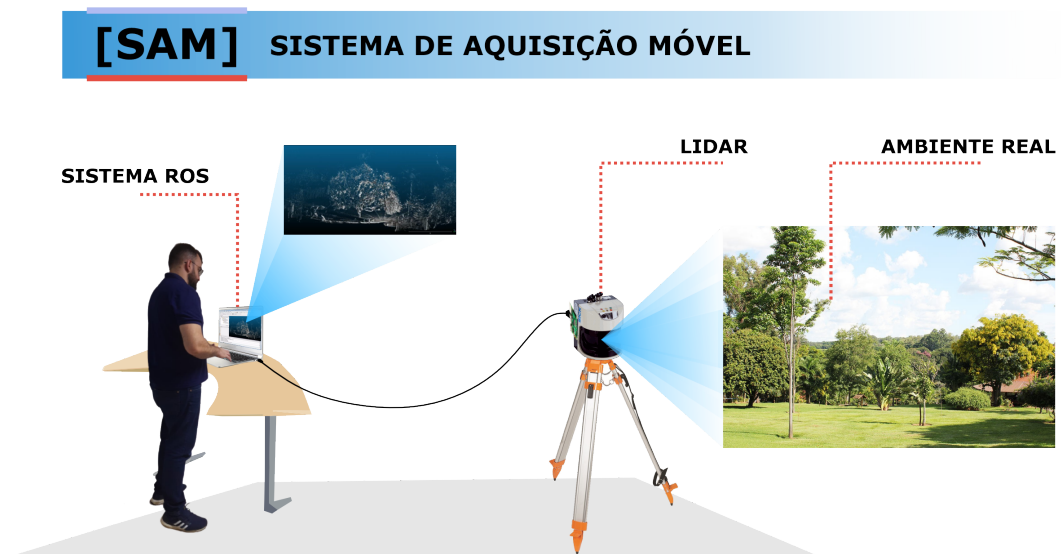 [SAM] SISTEMA DE AQUISIÇÃO MÓVEL
LIDAR
AMBIENTE REAL
SISTEMA ROS